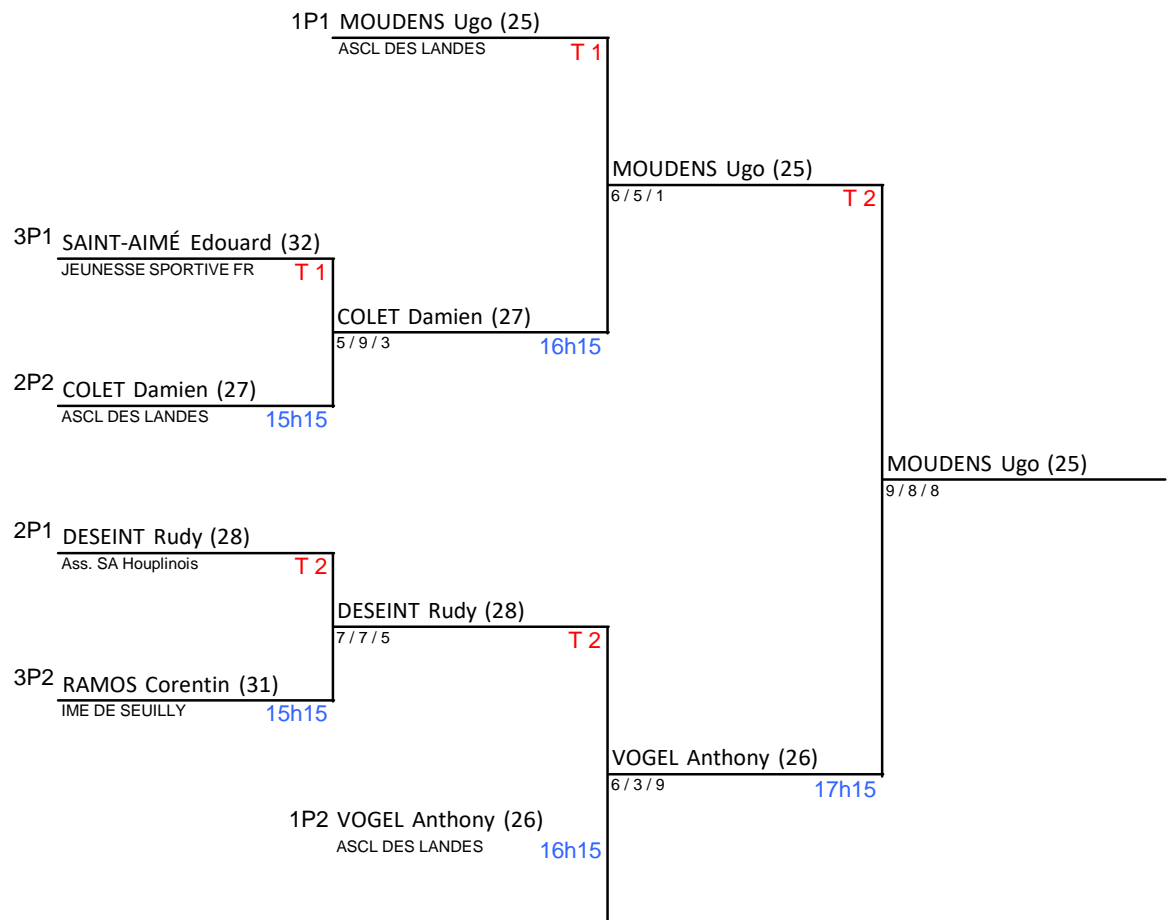 1P1 MOUDENS Ugo (25)
ASCL DES LANDES T 1
MOUDENS Ugo (25)
6 / 5 / 1 T 2
3P1 SAINT-AIMÉ Edouard (32)
JEUNESSE SPORTIVE FR T 1
COLET Damien (27)
5 / 9 / 3 16h15
2P2 COLET Damien (27)
ASCL DES LANDES 15h15
MOUDENS Ugo (25)
9 / 8 / 8
2P1 DESEINT Rudy (28)
Ass. SA Houplinois T 2
DESEINT Rudy (28)
7 / 7 / 5 T 2
3P2 RAMOS Corentin (31)
IME DE SEUILLY 15h15
VOGEL Anthony (26)
6 / 3 / 9 17h15
1P2 VOGEL Anthony (26)
ASCL DES LANDES 16h15